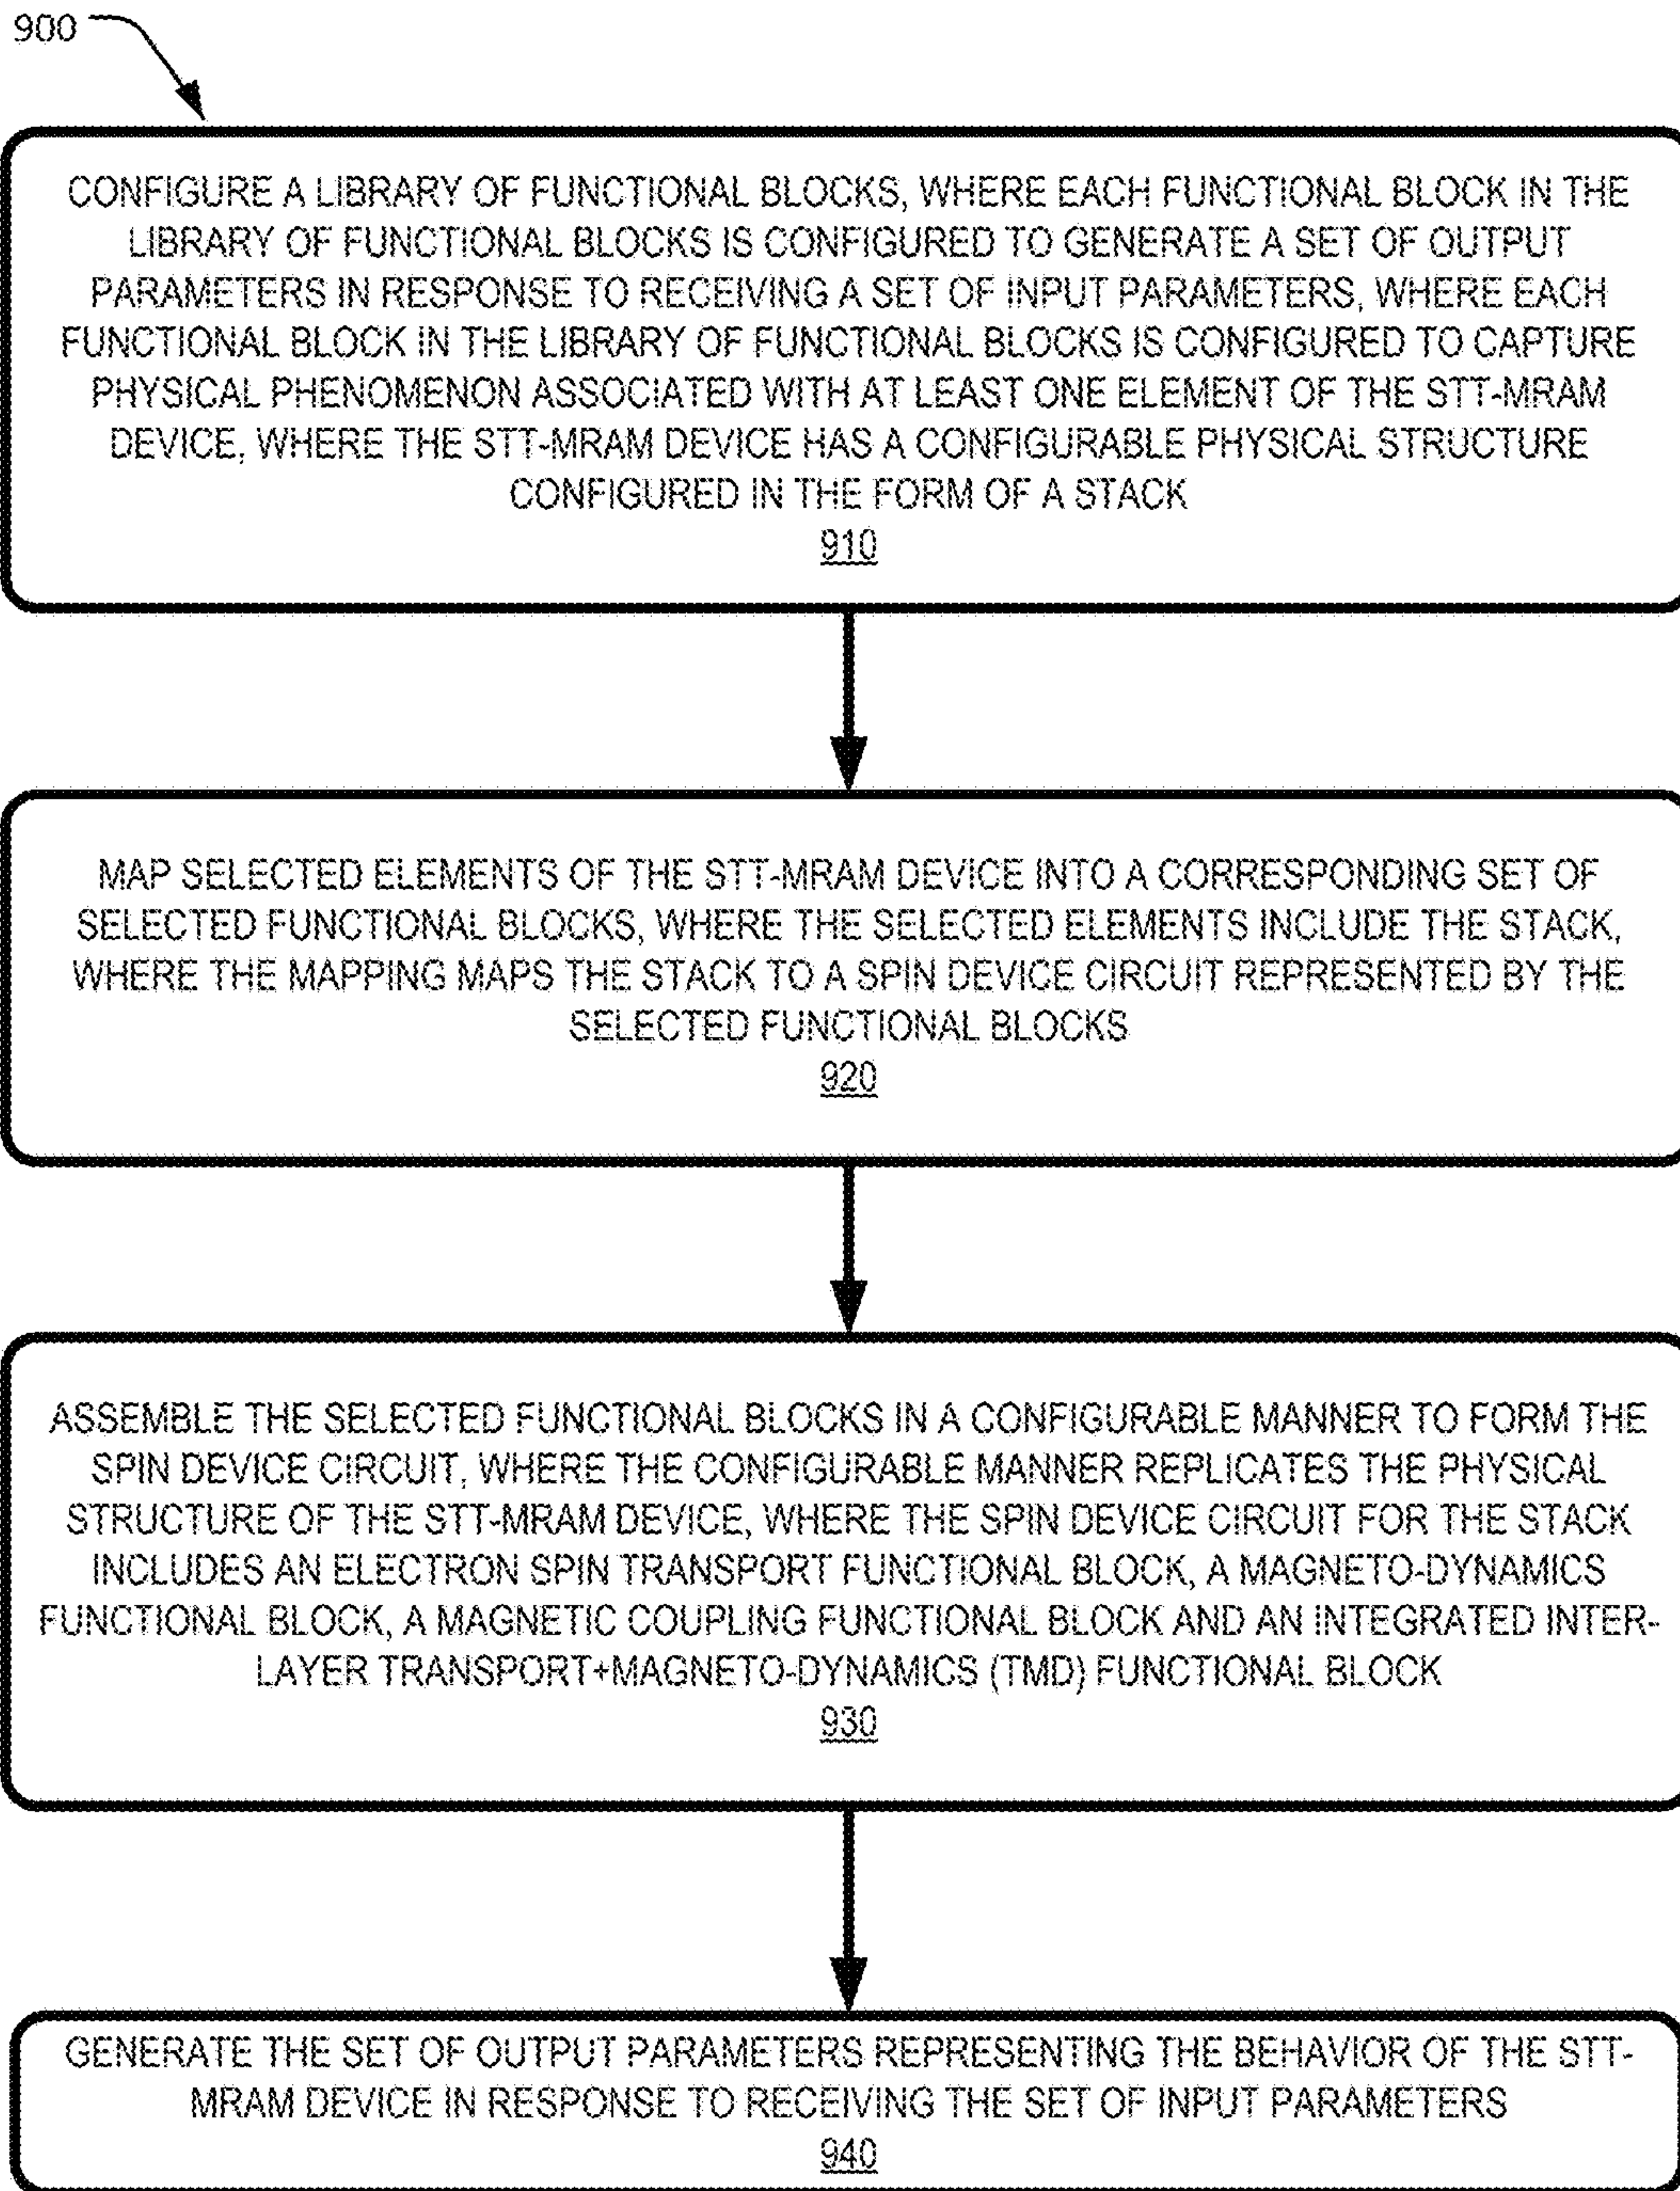 900
CONFIGURE A LIBRARY OF FUNCTIONAL BLOCKS, WHERE EACH FUNCTIONAL BLOCK IN THE
LIBRARY OF FUNCTIONAL BLOCKS IS CONFIGURED TO GENERATE A SET OF OUTPUT
PARAMETERS IN RESPONSE TO RECEIVING A SET OF INPUT PARAMETERS, WHERE EACH
FUNCTIONAL BLOCK IN THE LIBRARY OF FUNCTIONAL BLOCKS IS CONFIGURED TO CAPTURE
PHYSICAL PHENOMENON ASSOCIATED WITH AT LEAST ONE ELEMENT OF THE STT-MRAM
DEVICE, WHERE THE STT-MRAM DEVICE HAS A CONFIGURABLE PHYSICAL STRUCTURE
CONFIGURED IN THE FORM OF A STACK
910
MAP SELECTED ELEMENTS OF THE STT-MRAM DEVICE INTO A CORRESPONDING SET OF
SELECTED FUNCTIONAL BLOCKS, WHERE THE SELECTED ELEMENTS INCLUDE THE STACK,
WHERE THE MAPPING MAPS THE STACK TO A SPIN DEVICE CIRCUIT REPRESENTED BY THE
SELECTED FUNCTIONAL BLOCKS
920
ASSEMBLE THE SELECTED FUNCTIONAL BLOCKS IN A CONFIGURABLE MANNER TO FORM THE
SPIN DEVICE CIRCUIT, WHERE THE CONFIGURABLE MANNER REPLICATES THE PHYSICAL
STRUCTURE OF THE STT-MRAM DEVICE, WHERE THE SPIN DEVICE CIRCUIT FOR THE STACK
INCLUDES AN ELECTRON SPIN TRANSPORT FUNCTIONAL BLOCK, A MAGNETO-DYNAMICS
FUNCTIONAL BLOCK, A MAGNETIC COUPLING FUNCTIONAL BLOCK AND AN INTEGRATED INTER-
LAYER TRANSPORT+MAGNETO-DYNAMICS (TMD) FUNCTIONAL BLOCK
930
GENERATE THE SET OF OUTPUT PARAMETERS REPRESENTING THE BEHAVIOR OF THE STT-
MRAM DEVICE IN RESPONSE TO RECEIVING THE SET OF INPUT PARAMETERS
940